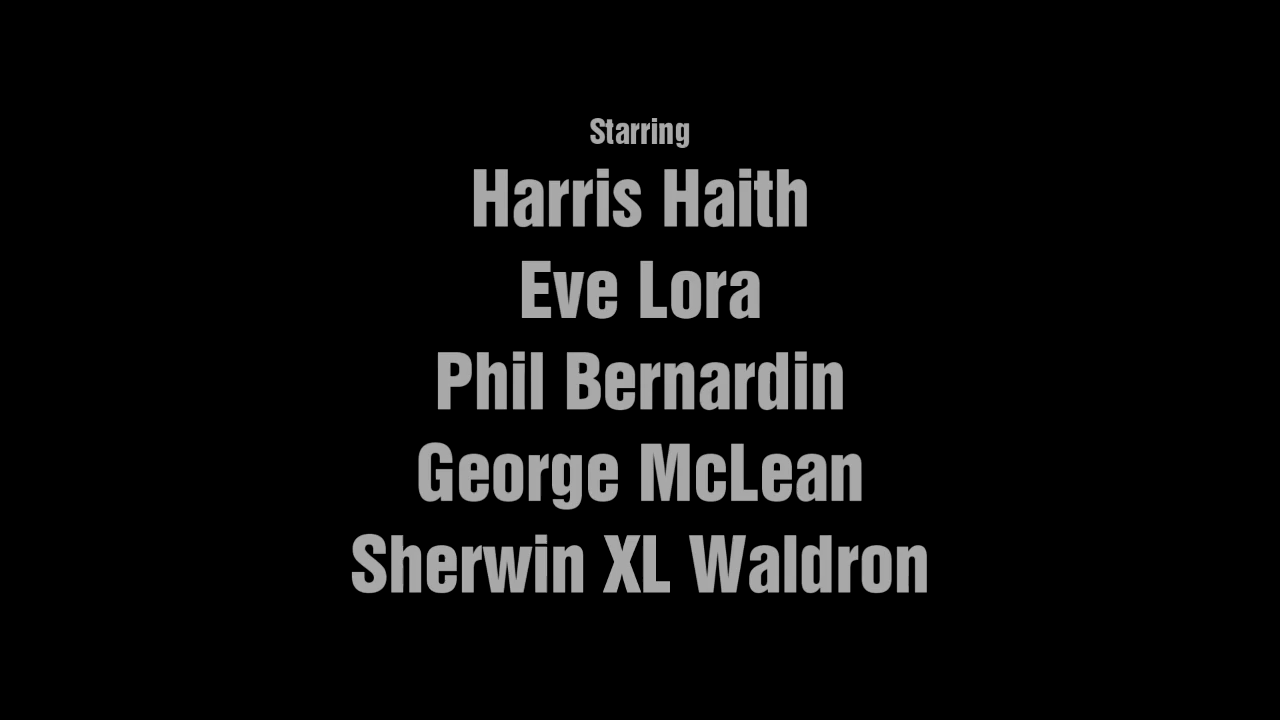 Starring
Harris Haith
Eve Lora
Phil Bernardin
George McLean
Sherwin XL Waldron